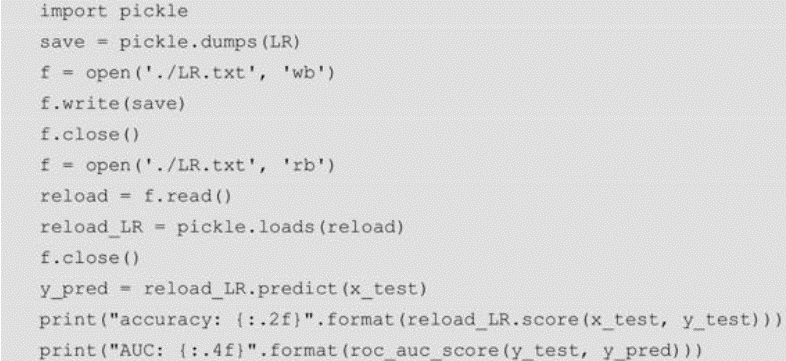 import pickle
save = pickle.dumps(LR)
f = open('./LR.txt', 'wb')
f.write(save)
f.close()
f = open('./LR.txt', 'rb')
reload = f.read()
reload_LR = pickle.loads(reload)
f.close()
y_pred = reload_LR.predict(x_test)
print("accuracy: {:.2f}".format(reload_LR.score(x_test, y_test)))
print("AUC: {:.4f}".format(roc_auc_score(y_test, y_pred)))